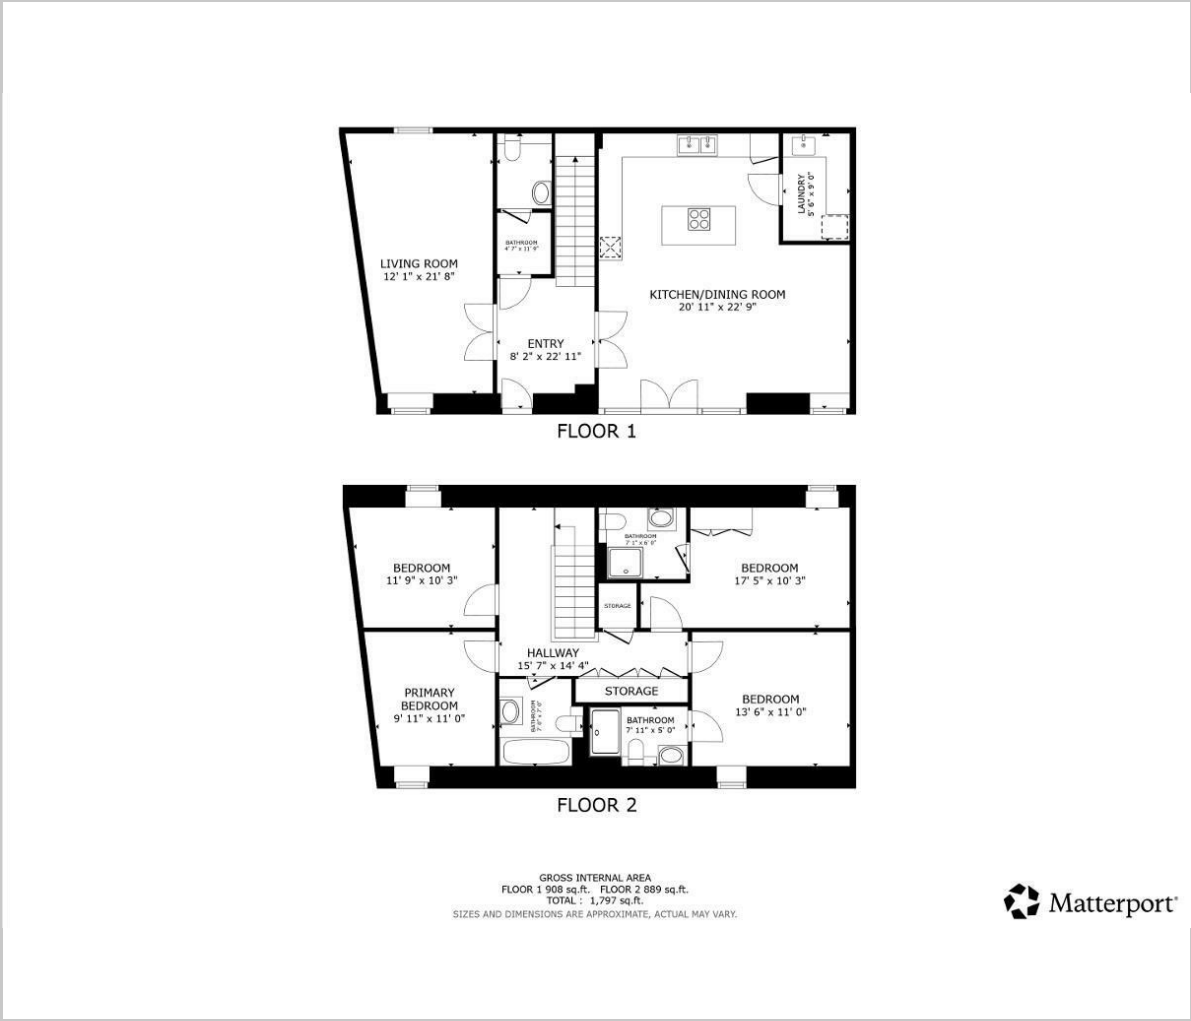 LIVING ROOM
12' 1" x 21' 8"
BATHROOM
4' 7" x 11' 9"
ENTRY
8' 2" x 22' 11"
KITCHEN/DINING ROOM
20' 11" x 22' 9"
LAUNDRY
5' 6" x 9' 0"
FLOOR 1
BEDROOM
11' 9" x 10' 3"
BATHROOM
7' 1" x 6' 9"
STORAGE
BEDROOM
17' 5" x 10' 3"
HALLWAY
15' 7" x 14' 4"
PRIMARY
BEDROOM
9' 11" x 11' 0"
BATHROOM
STORAGE
BATHROOM
7' 11" x 5' 0"
BEDROOM
13' 6" x 11' 0"
FLOOR 2
GROSS INTERNAL AREA
FLOOR 1 908 sq.ft. FLOOR 2 889 sq.ft.
TOTAL : 1,797 sq.ft.
SIZES AND DIMENSIONS ARE APPROXIMATE, ACTUAL MAY VARY.
Matterport